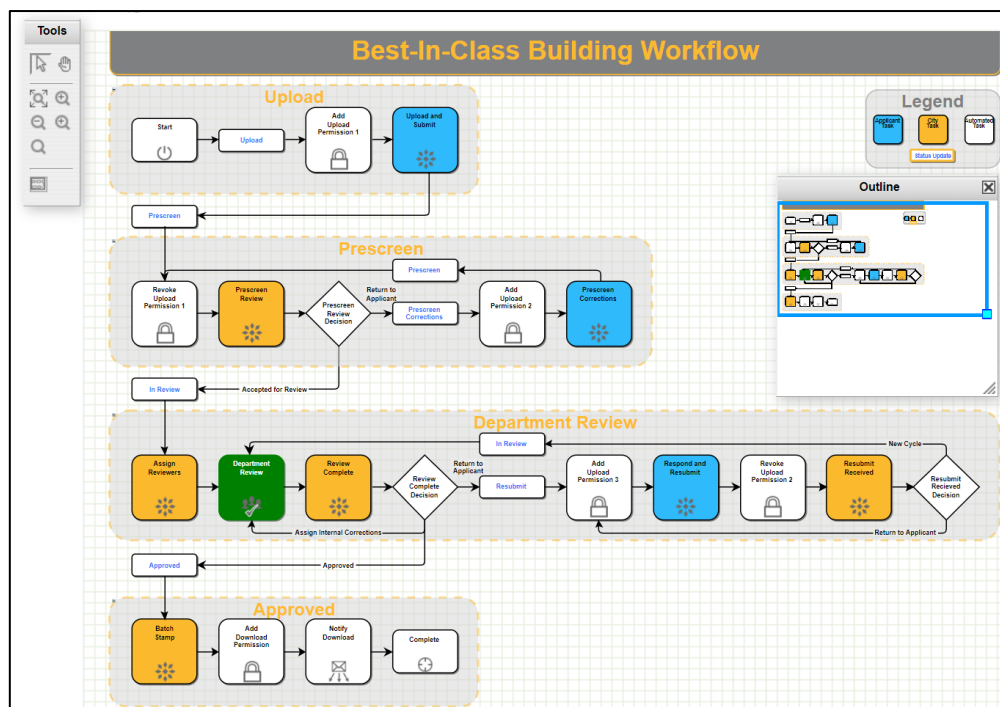 Tools
Best-In-Class Building Workflow
Upload
Start
Upload
Add
Upload
Permission 1
Upload and
Submit
Legend
Applicant
Task
City
Task
Automated
Task
Status Update
Outline
Prescreen
Prescreen
Prescreen
Revoke
Upload
Permission 1
Prescreen
Review
Prescreen
Review
Decision
Return to
Applicant
Prescreen
Corrections
Add
Upload
Permission 2
Prescreen
Corrections
In Review
Accepted for Review
Department Review
In Review
New Cycle
Assign
Reviewers
Department
Review
Review
Complete
Review
Complete
Decision
Return to
Applicant
Resubmit
Add
Upload
Permission 3
Respond and
Resubmit
Revoke
Upload
Permission 2
Resubmit
Received
Resubmit
Recieved
Decision
Assign Internal Corrections
Return to Applicant
Approved
Approved
Approved
Batch
Stamp
Add
Download
Permission
Notify
Download
Complete